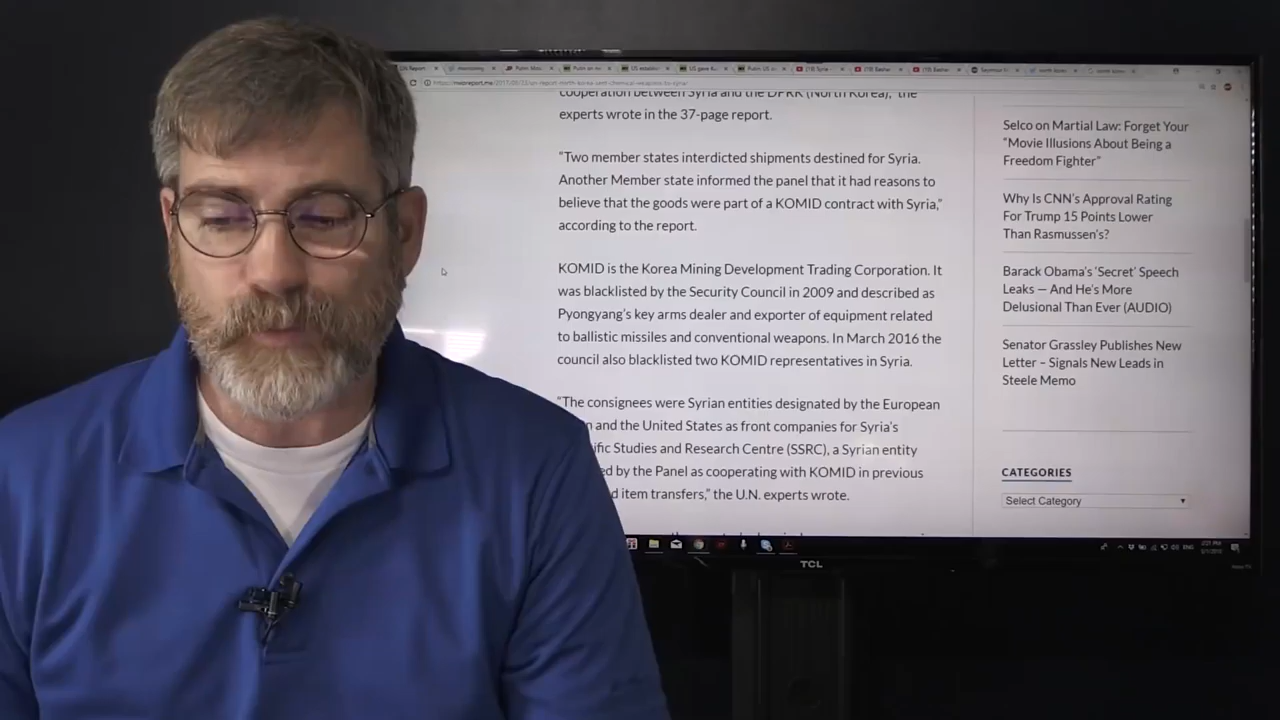 cooperation between Syria and the DPRK (North Korea)," the
experts wrote in the 37-page report.
"Two member states interdicted shipments destined for Syria.
Another Member state informed the panel that it had reasons to
believe that the goods were part of a KOMID contract with Syria,"
according to the report.
KOMID is the Korea Mining Development Trading Corporation. It
was blacklisted by the Security Council in 2009 and described as
Pyongyang's key arms dealer and exporter of equipment related
to ballistic missiles and conventional weapons. In March 2016 the
council also blacklisted two KOMID representatives in Syria.
"The consignees were Syrian entities designated by the European
and the United States as front companies for Syria's
Studies and Research Centre (SSRC), a Syrian entity
by the Panel as cooperating with KOMID in previous
item transfers," the U.N. experts wrote.
Selco on Martial Law: Forget Your
"Movie Illusions About Being a
Freedom Fighter"
Why Is CNN's Approval Rating
For Trump 15 Points Lower
Than Rasmussen's?
Barack Obama's 'Secret' Speech
Leaks — And He's More
Delusional Than Ever (AUDIO)
Senator Grassley Publishes New
Letter – Signals New Leads in
Steele Memo
CATEGORIES
Select Category
TCL